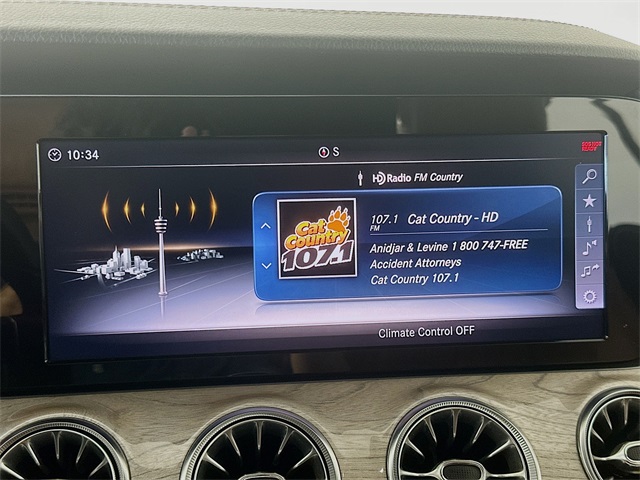 10:34
S
HD Radio FM Country
Cat
Country
107.1
107.1 Cat Country - HD
FM
Anidjar & Levine 1 800 747-FREE
Accident Attorneys
Cat Country 107.1
Climate Control OFF